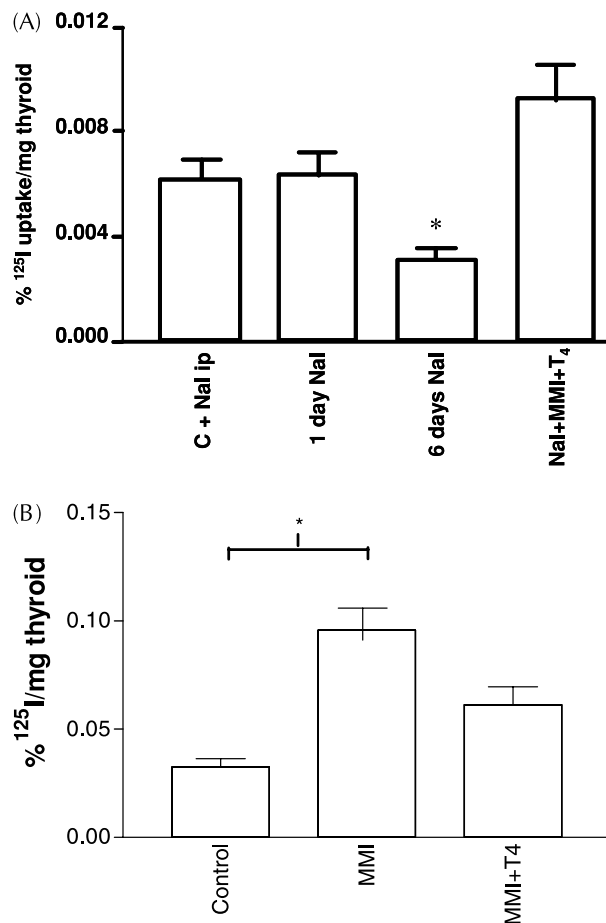 (A)
% ¹²⁵I uptake/mg thyroid
0.012
0.008
0.004
0.000
*
C + NaI ip
1 day NaI
6 days NaI
NaI+MMI+T₄
(B)
% ¹²⁵I/mg thyroid
0.15
0.10
0.05
0.00
*
Control
MMI
MMI+T4